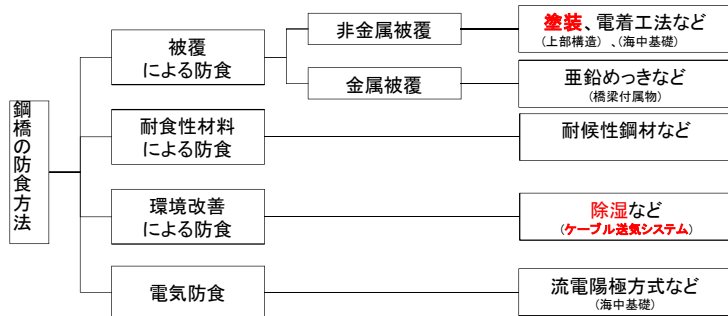 鋼橋の防食方法
被覆
による防食
非金属被覆
塗装、電着工法など
(上部構造)、(海中基礎)
金属被覆
亜鉛めっきなど
(橋梁付属物)
耐食性材料
による防食
耐候性鋼材など
環境改善
による防食
除湿など
(ケーブル送気システム)
電気防食
流電陽極方式など
(海中基礎)